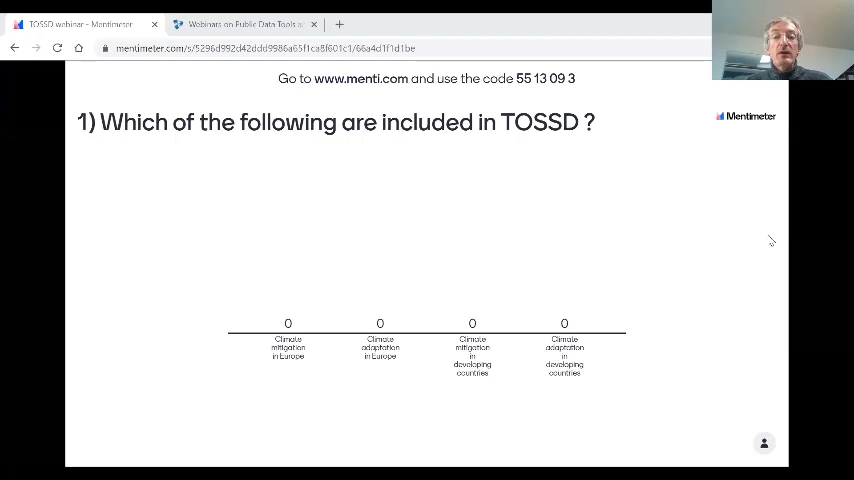 TOSSD webinar - Mentimeter
Webinars on Public Data Tools a
mentimeter.com/s/5296d992d42ddd9986a65f1ca8f601c1/66a4d1f1d1be
Go to www.menti.com and use the code 55 13 09 3
1) Which of the following are included in TOSSD ?
Mentimeter
0
0
0
0
Climate
mitigation
in Europe
Climate
adaptation
in Europe
Climate
mitigation
in
developing
countries
Climate
adaptation
in
developing
countries